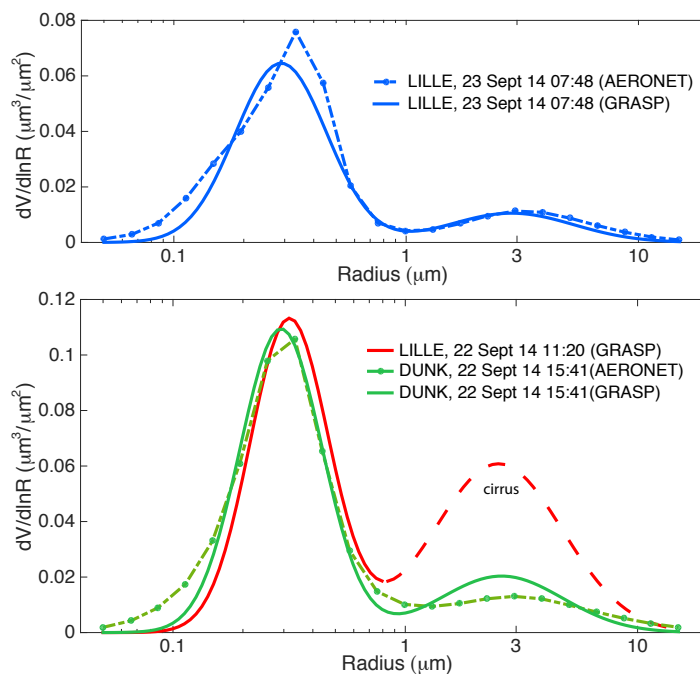 0.08
0.06
0.04
0.02
0
dV/dlnR (μm³/μm²)
LILLE, 23 Sept 14 07:48 (AERONET)
LILLE, 23 Sept 14 07:48 (GRASP)
0.1 1 3 10
Radius (μm)
0.12
0.1
0.08
0.06
0.04
0.02
0
dV/dlnR (μm³/μm²)
LILLE, 22 Sept 14 11:20 (GRASP)
DUNK, 22 Sept 14 15:41(AERONET)
DUNK, 22 Sept 14 15:41(GRASP)
cirrus
0.1 1 3 10
Radius (μm)